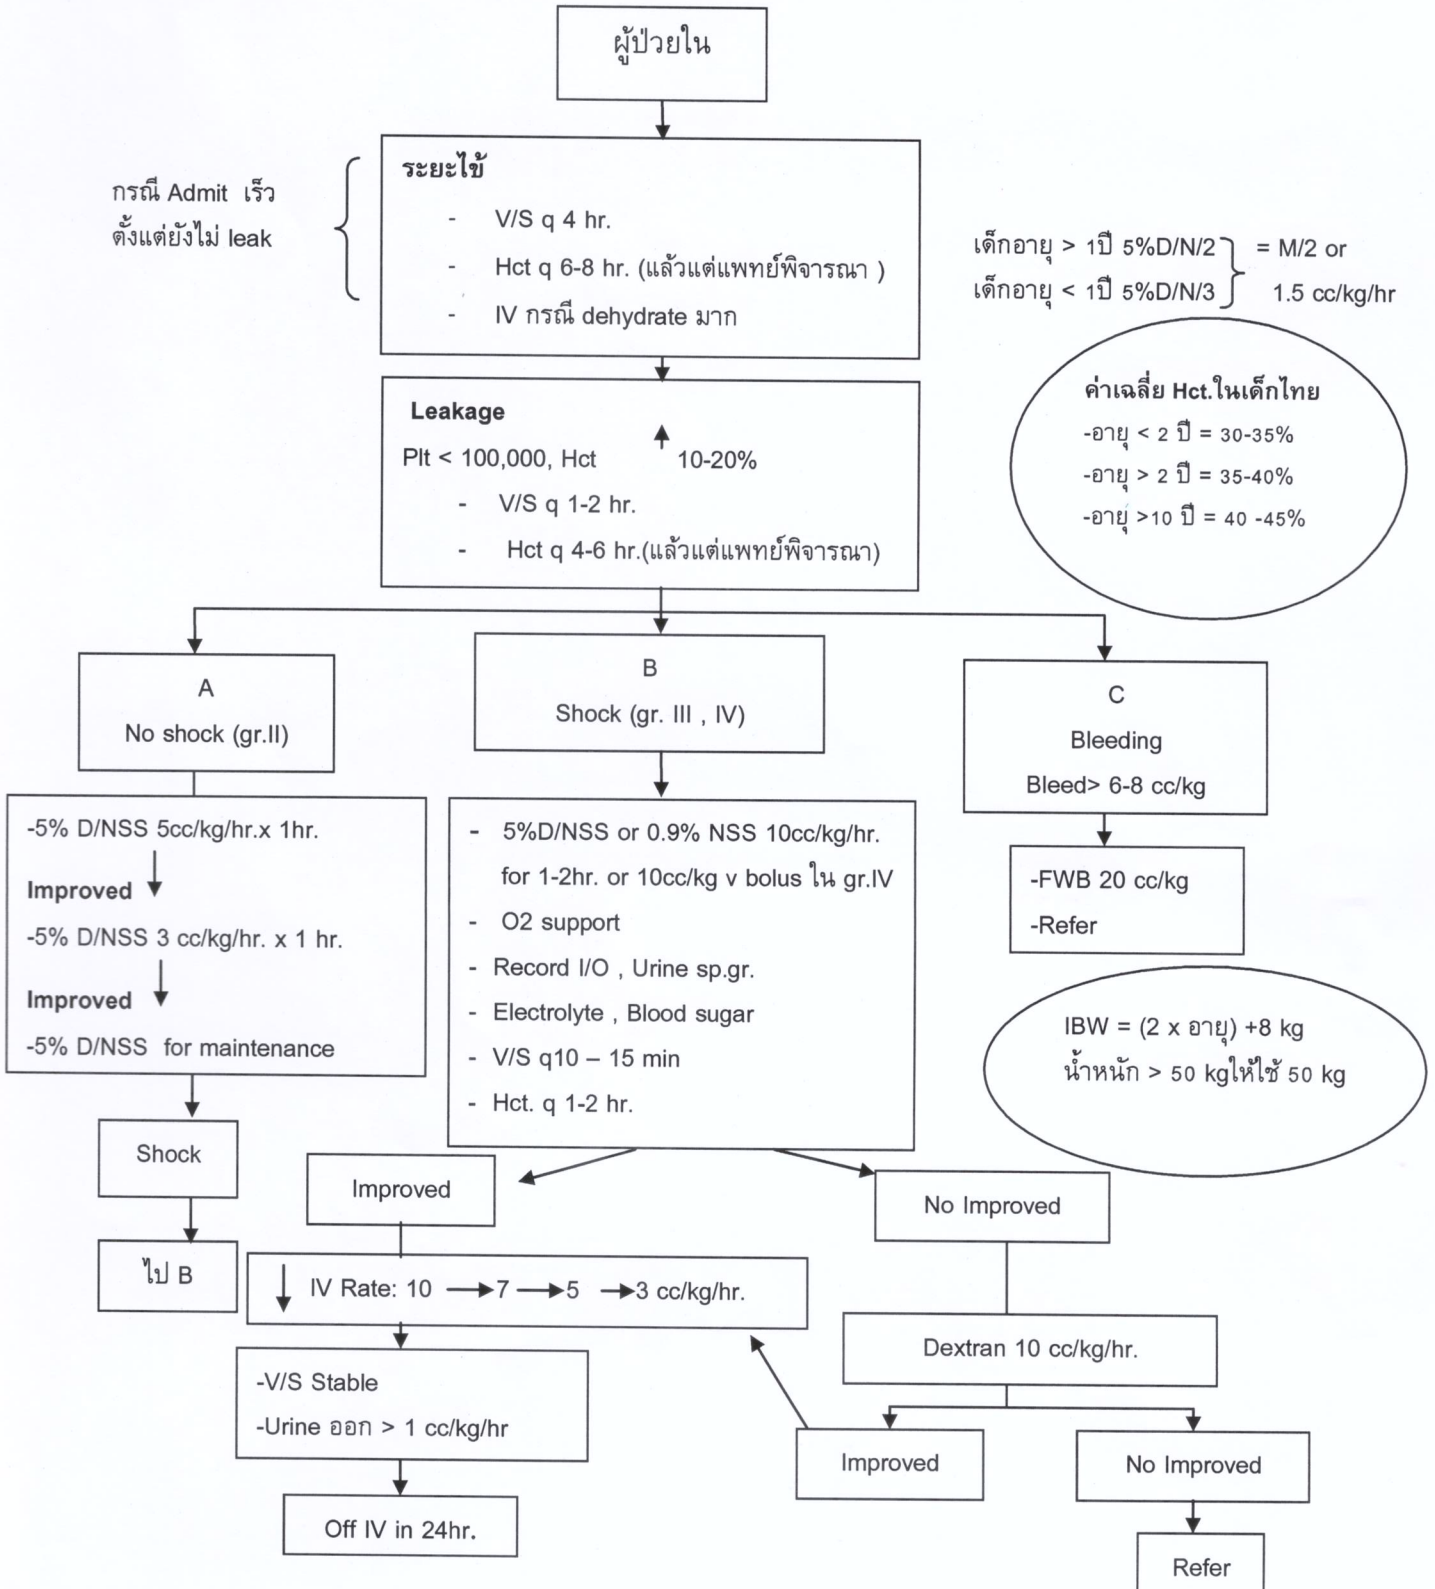 ผู้ป่วยใน
กรณี Admit เร็ว
ตั้งแต่ยังไม่ leak
ระยะไข้
- V/S q 4 hr.
- Hct q 6-8 hr. (แล้วแต่แพทย์พิจารณา )
- IV กรณี dehydrate มาก
เด็กอายุ > 1ปี 5%D/N/2 = M/2 or
เด็กอายุ < 1ปี 5%D/N/3 1.5 cc/kg/hr
ค่าเฉลี่ย Hct.ในเด็กไทย
-อายุ < 2 ปี = 30-35%
-อายุ > 2 ปี = 35-40%
-อายุ >10 ปี = 40 -45%
Leakage
Plt < 100,000, Hct ↑ 10-20%
- V/S q 1-2 hr.
- Hct q 4-6 hr.(แล้วแต่แพทย์พิจารณา)
A
No shock (gr.II)
-5% D/NSS 5cc/kg/hr.x 1hr.
Improved ↓
-5% D/NSS 3 cc/kg/hr. x 1 hr.
Improved ↓
-5% D/NSS for maintenance
Shock
ไป B
B
Shock (gr. III , IV)
- 5%D/NSS or 0.9% NSS 10cc/kg/hr.
for 1-2hr. or 10cc/kg v bolus ใน gr.IV
- O2 support
- Record I/O , Urine sp.gr.
- Electrolyte , Blood sugar
- V/S q10 – 15 min
- Hct. q 1-2 hr.
C
Bleeding
Bleed> 6-8 cc/kg
-FWB 20 cc/kg
-Refer
IBW = (2 x อายุ) +8 kg
น้ำหนัก > 50 kgให้ใช้ 50 kg
Improved
↓ IV Rate: 10 →7 →5 →3 cc/kg/hr.
-V/S Stable
-Urine ออก > 1 cc/kg/hr
Off IV in 24hr.
No Improved
Dextran 10 cc/kg/hr.
Improved
No Improved
Refer